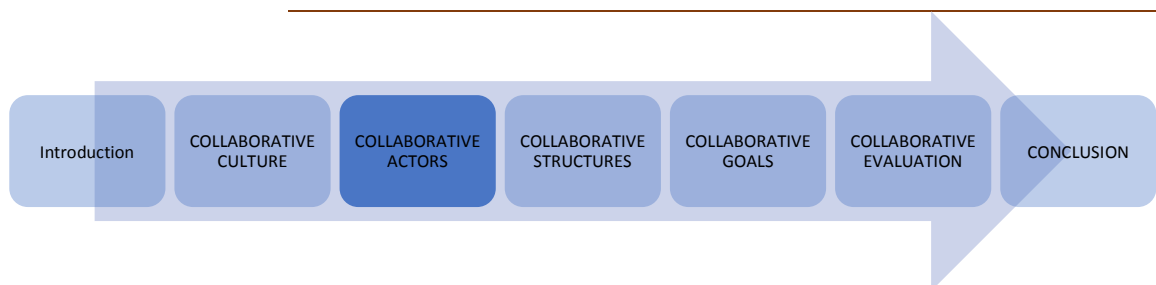 Introduction
COLLABORATIVE
CULTURE
COLLABORATIVE
ACTORS
COLLABORATIVE
STRUCTURES
COLLABORATIVE
GOALS
COLLABORATIVE
EVALUATION
CONCLUSION